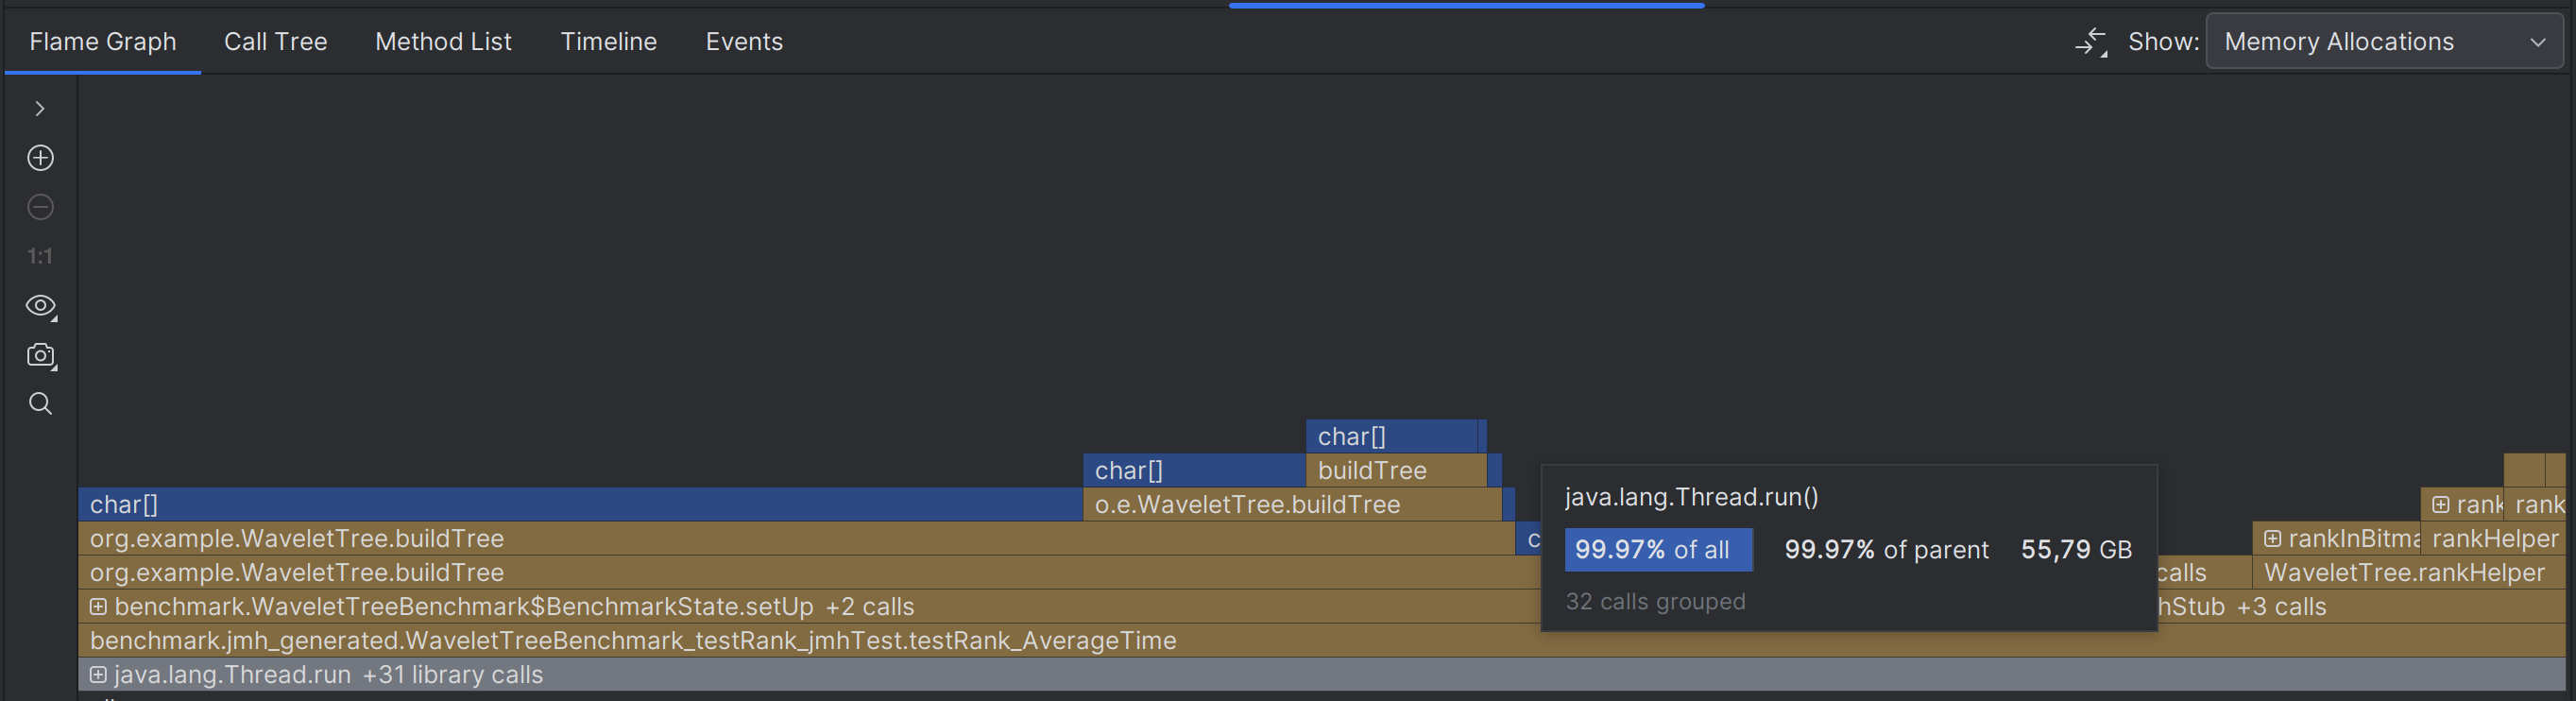 Flame Graph Call Tree Method List Timeline Events Show: Memory Allocations
1:1
char[]
char[] buildTree
char[] o.e.WaveletTree.buildTree rank rank
org.example.WaveletTree.buildTree c rankInBitma rankHelper
org.example.WaveletTree.buildTree calls WaveletTree.rankHelper
benchmark.WaveletTreeBenchmark$BenchmarkState.setUp +2 calls hStub +3 calls
benchmark.jmh_generated.WaveletTreeBenchmark_testRank_jmhTest.testRank_AverageTime
java.lang.Thread.run +31 library calls
java.lang.Thread.run()
99.97% of all 99.97% of parent 55,79 GB
32 calls grouped